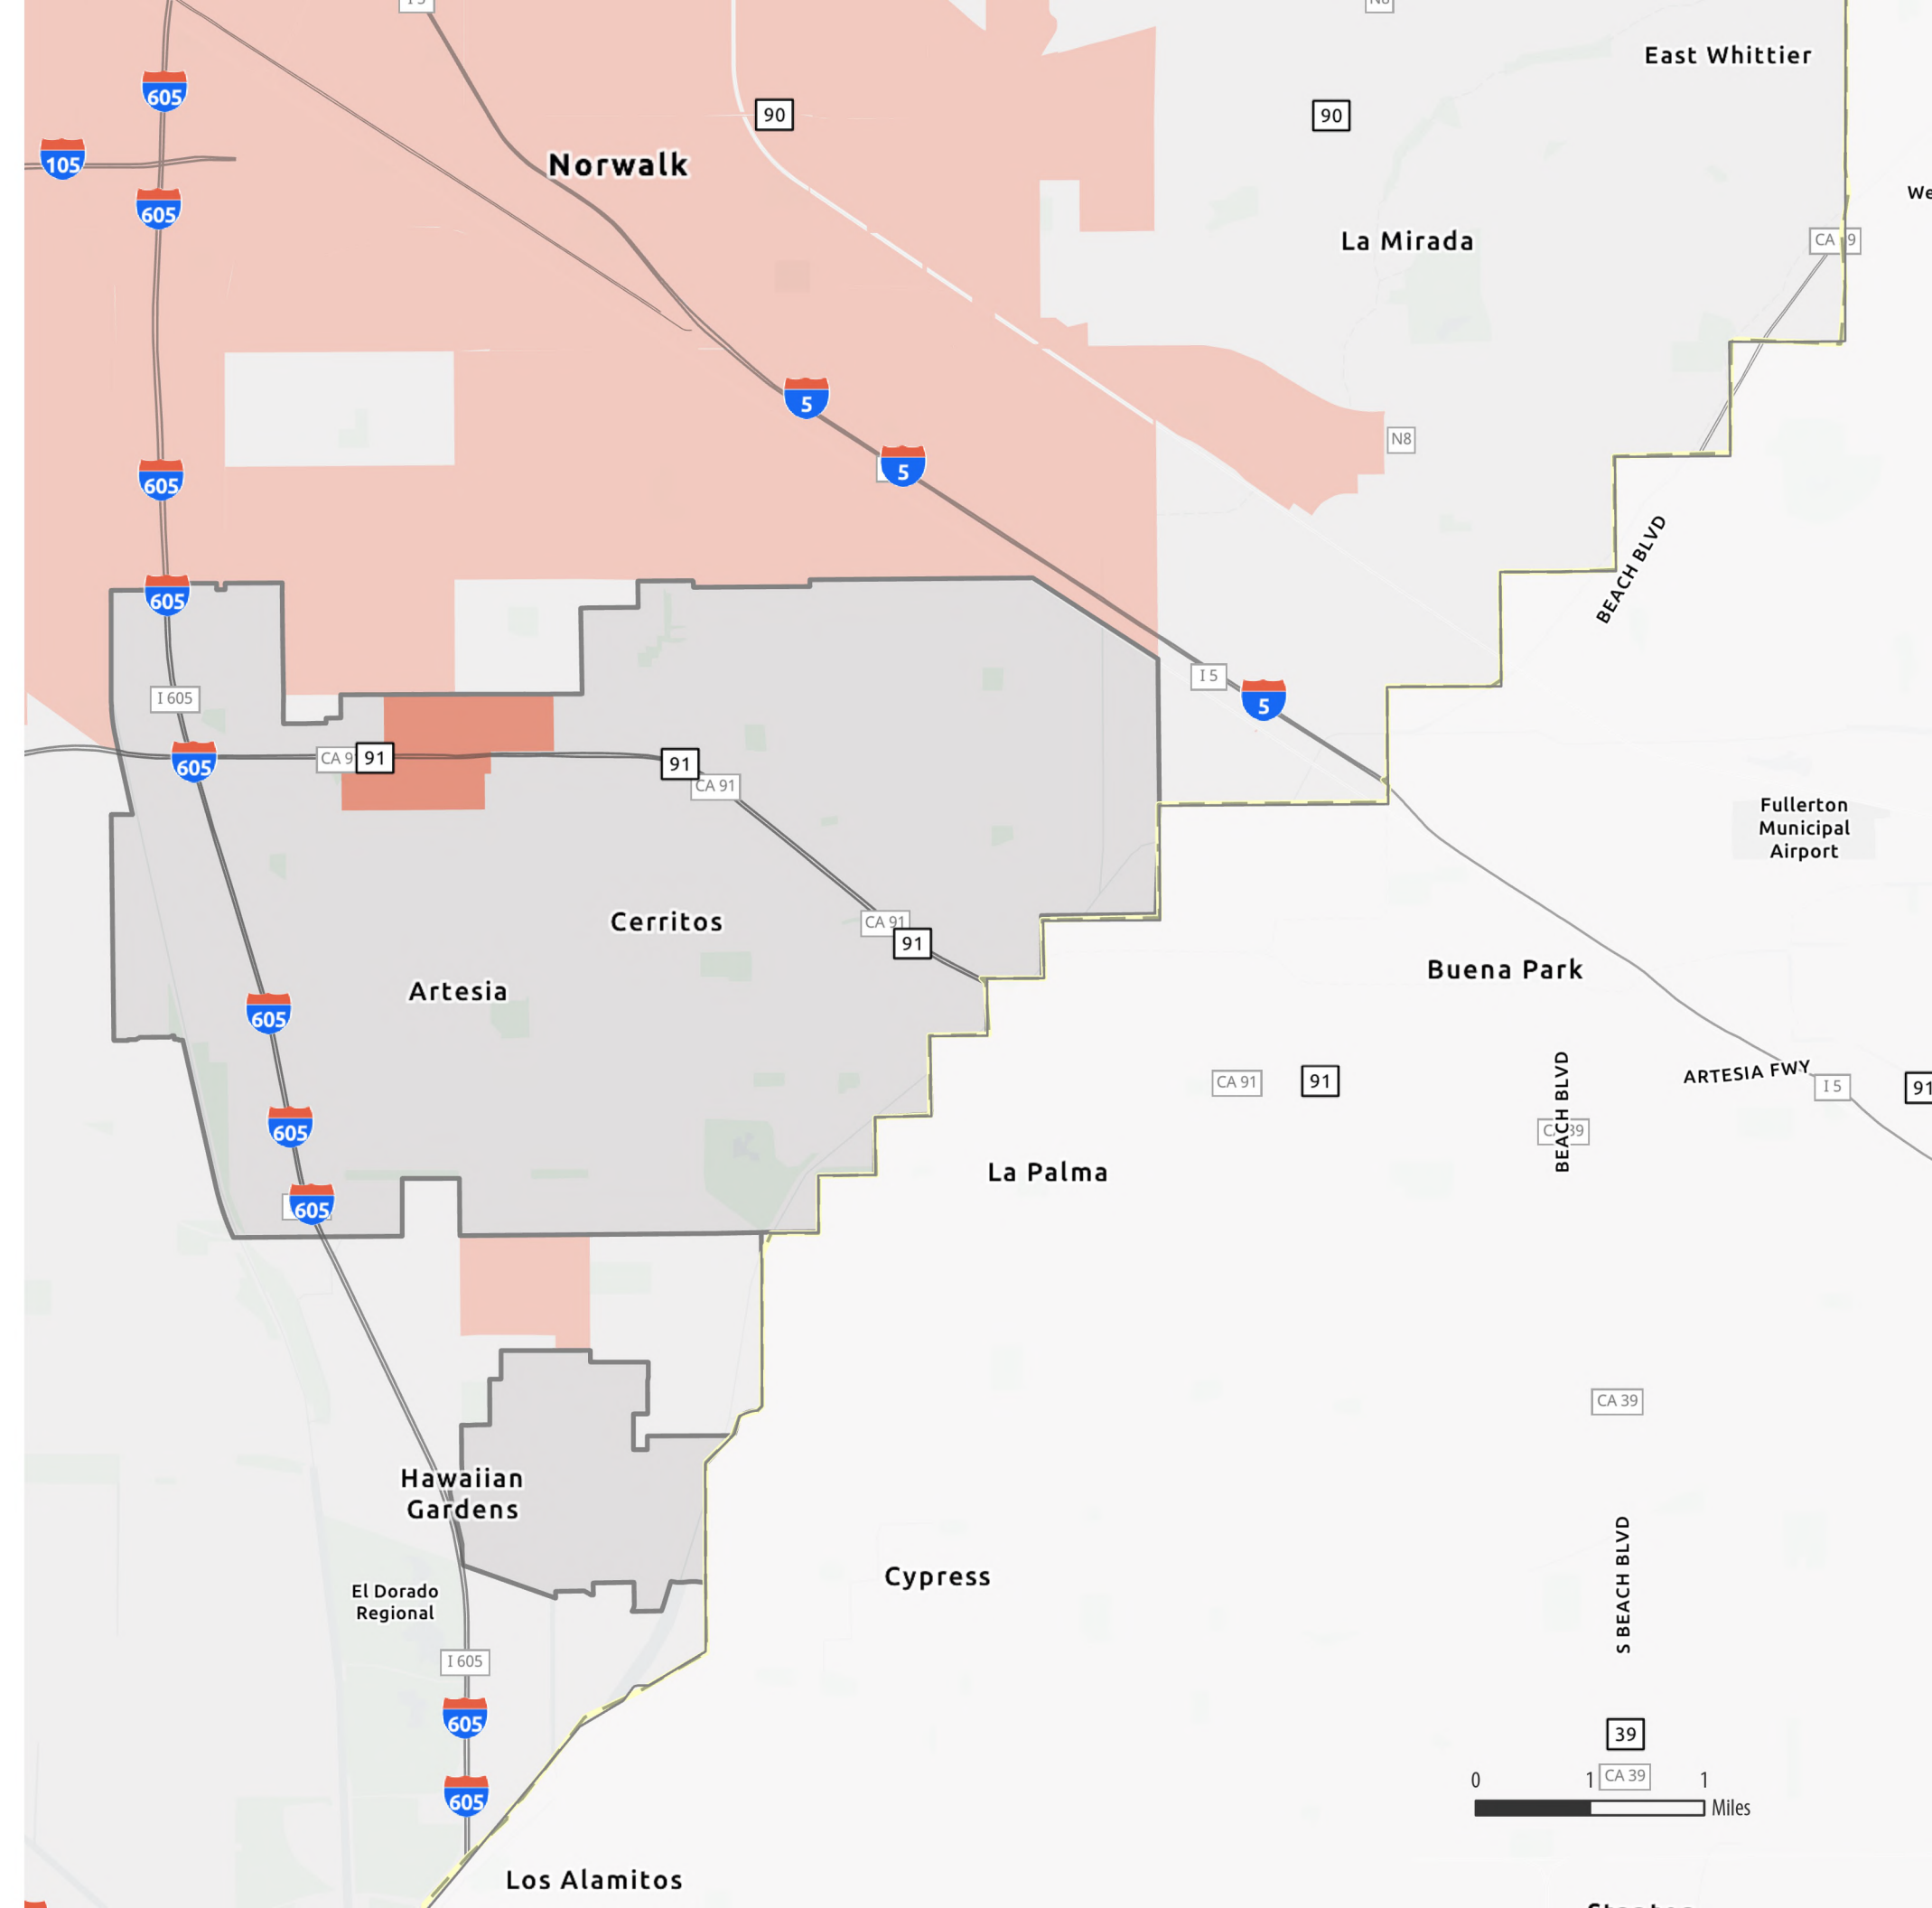 East Whittier
605
90
90
Norwalk
105
605
La Mirada
CA 9
5
N8
5
605
BEACH BLVD
605
I 5
I 605
5
CA 9
91
605
91
CA 91
Fullerton
Municipal
Airport
Cerritos
CA 91
91
Buena Park
Artesia
605
ARTESIA FWY
CA 91
91
I 5
91
BEACH BLVD
605
La Palma
605
CA 39
Hawaiian
Gardens
Cypress
El Dorado
Regional
S BEACH BLVD
I 605
605
39
CA 39
0 1 1
Miles
605
Los Alamitos